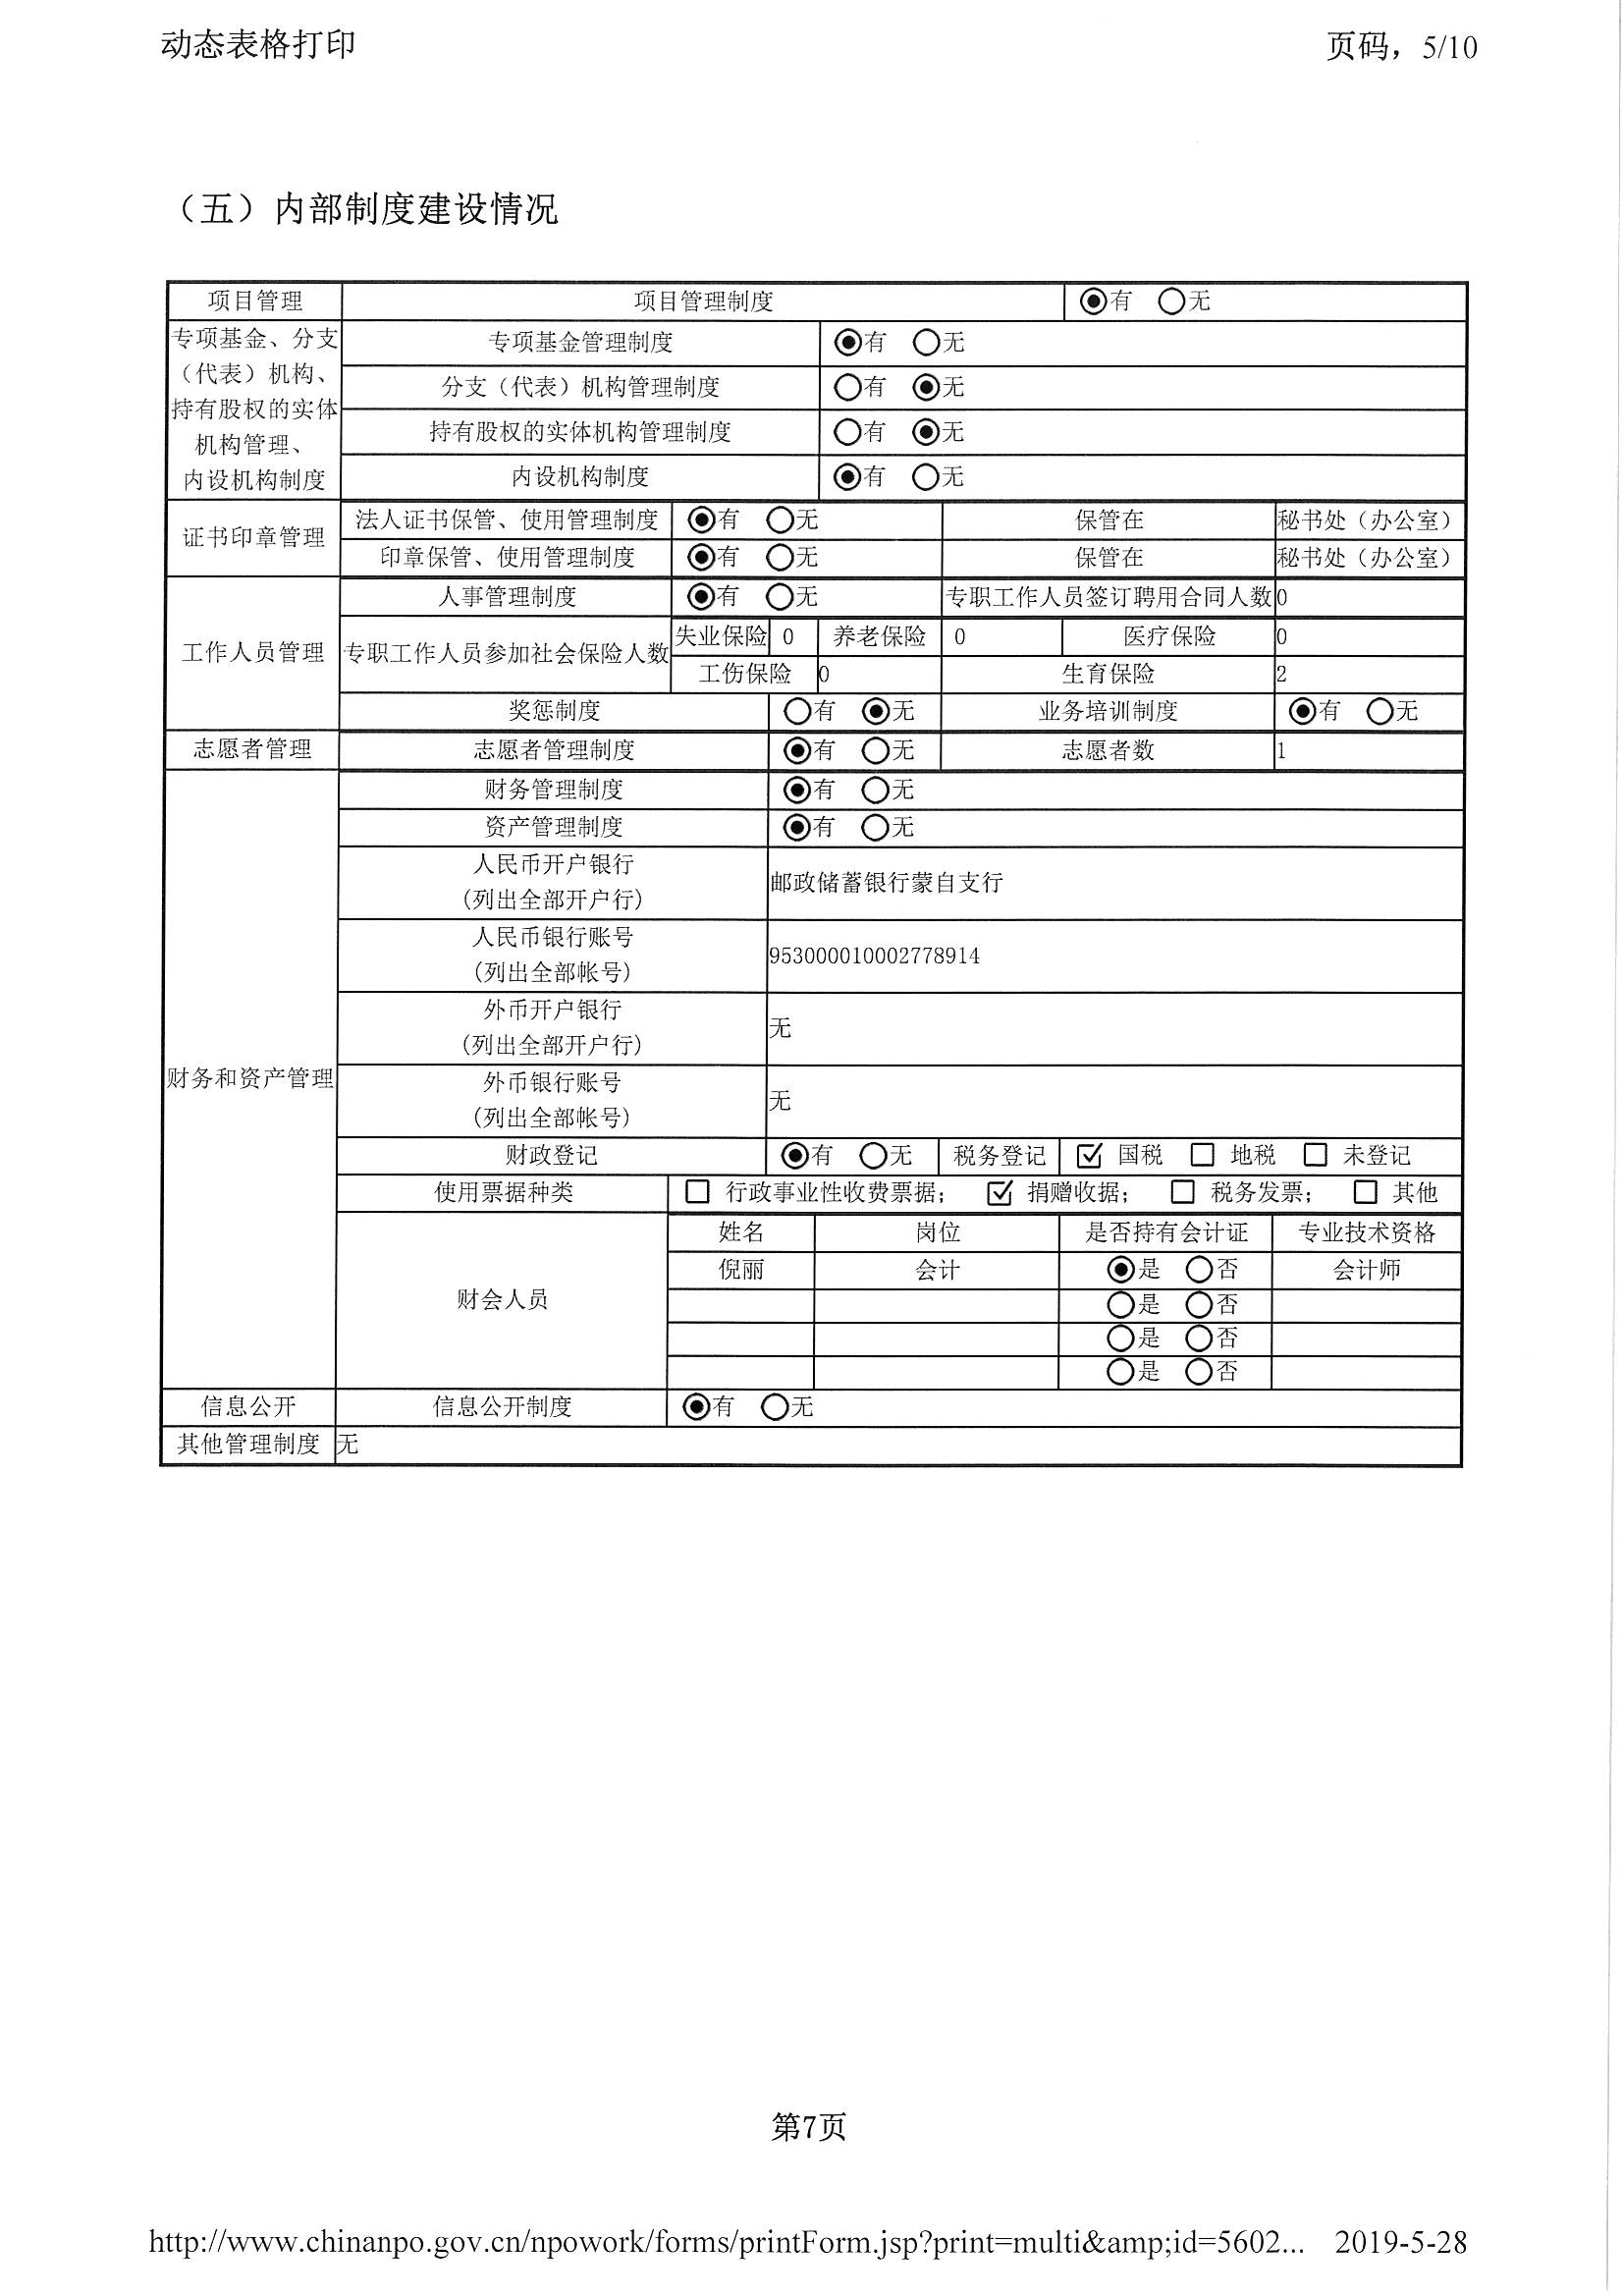 动态表格打印 页码，5/10
（五）内部制度建设情况
项目管理 项目管理制度 ◉有 ○无
专项基金、分支
（代表）机构、
持有股权的实体
机构管理、
内设机构制度
专项基金管理制度 ◉有 ○无
分支（代表）机构管理制度 ○有 ◉无
持有股权的实体机构管理制度 ○有 ◉无
内设机构制度 ◉有 ○无
证书印章管理
法人证书保管、使用管理制度 ◉有 ○无 保管在 秘书处（办公室）
印章保管、使用管理制度 ◉有 ○无 保管在 秘书处（办公室）
工作人员管理
人事管理制度 ◉有 ○无 专职工作人员签订聘用合同人数 0
专职工作人员参加社会保险人数
失业保险 0 养老保险 0 医疗保险 0
工伤保险 0 生育保险 2
奖惩制度 ○有 ◉无 业务培训制度 ◉有 ○无
志愿者管理 志愿者管理制度 ◉有 ○无 志愿者数 1
财务和资产管理
财务管理制度 ◉有 ○无
资产管理制度 ◉有 ○无
人民币开户银行
(列出全部开户行)
邮政储蓄银行蒙自支行
人民币银行账号
(列出全部帐号)
953000010002778914
外币开户银行
(列出全部开户行)
无
外币银行账号
(列出全部帐号)
无
财政登记 ◉有 ○无 税务登记 ☑ 国税 ☐ 地税 ☐ 未登记
使用票据种类 ☐ 行政事业性收费票据； ☑ 捐赠收据； ☐ 税务发票； ☐ 其他
财会人员
姓名 岗位 是否持有会计证 专业技术资格
倪丽 会计 ◉是 ○否 会计师
○是 ○否
○是 ○否
○是 ○否
信息公开 信息公开制度 ◉有 ○无
其他管理制度 无
第7页
http://www.chinanpo.gov.cn/npowork/forms/printForm.jsp?print=multi&amp;id=5602... 2019-5-28